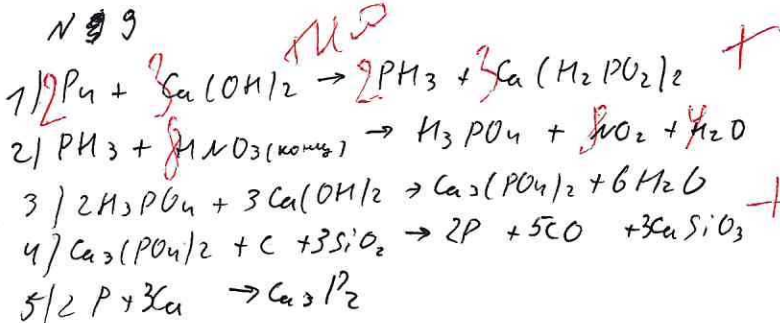 N 9
+H2O
1) 2P4 + 3Ca(OH)2 → 2PH3 + 3Ca(H2PO2)2 +
2) PH3 + 8HNO3(конц) → H3PO4 + 8NO2 + 4H2O
3) 2H3PO4 + 3Ca(OH)2 → Ca3(PO4)2 + 6H2O
4) Ca3(PO4)2 + C + 3SiO2 → 2P + 5CO + 3CaSiO3 +
5) 2P + 3Ca → Ca3P2